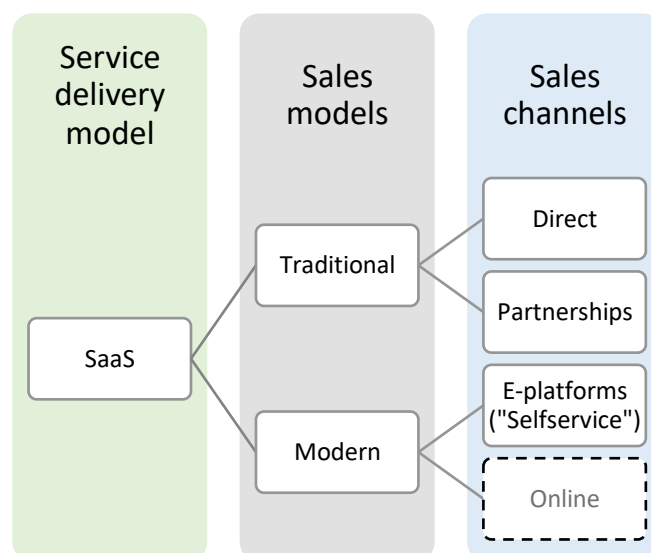 Service
delivery
model
Sales
models
Sales
channels
SaaS
Traditional
Modern
Direct
Partnerships
E-platforms
("Selfservice")
Online